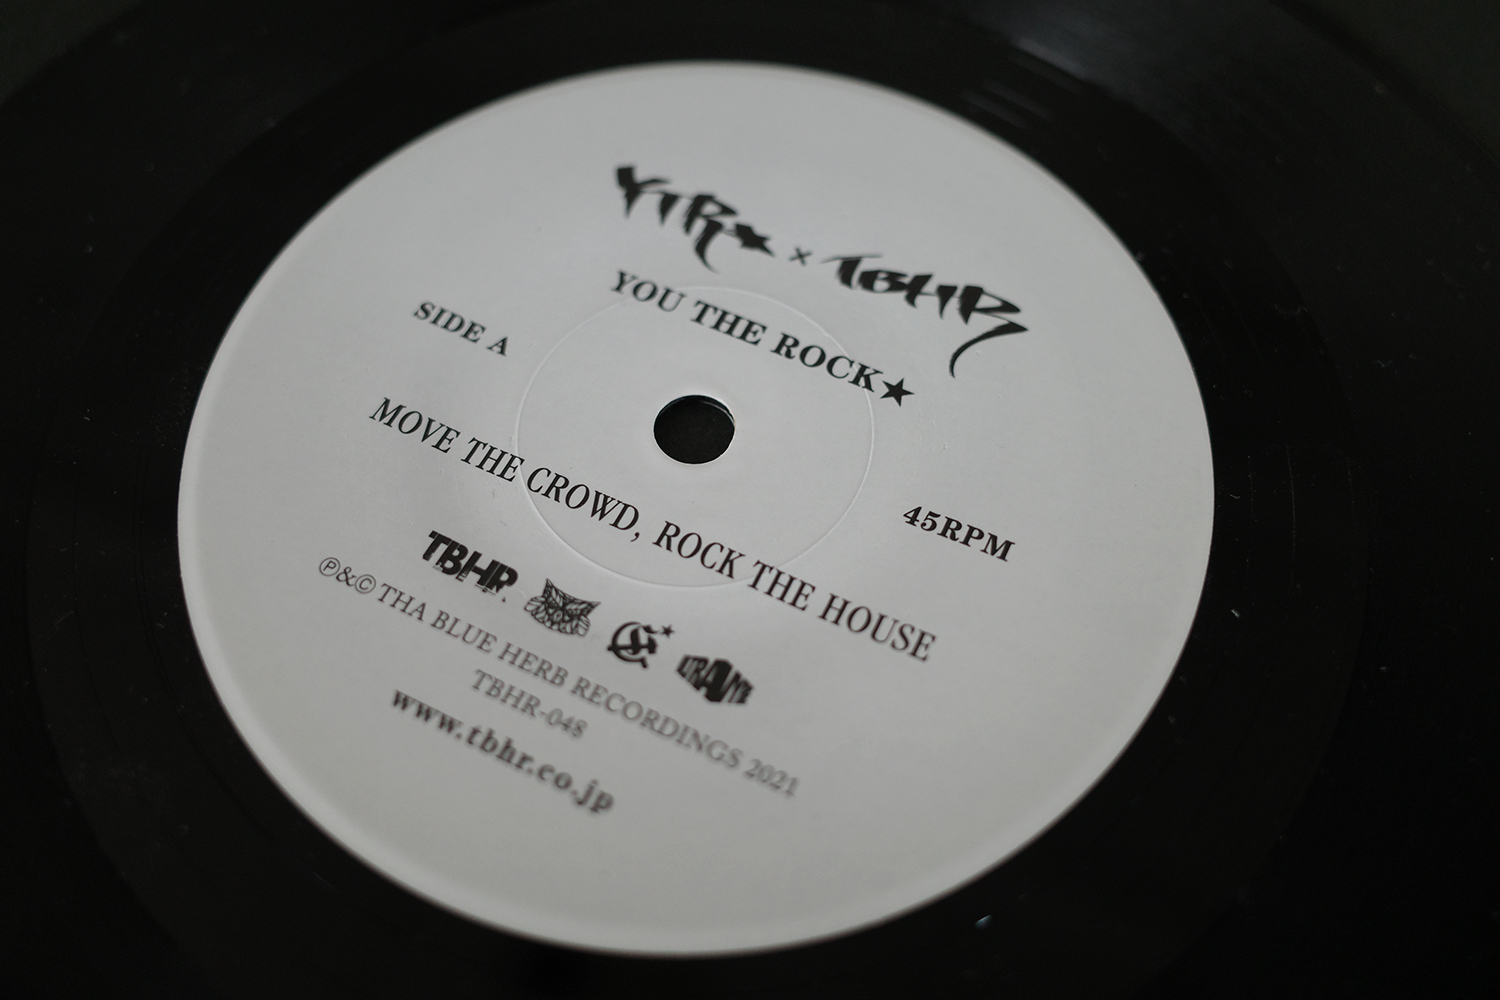 YTR★ × TBHR
YOU THE ROCK★
SIDE A
45RPM
MOVE THE CROWD, ROCK THE HOUSE
TBHR
Ⓟ&© THA BLUE HERB RECORDINGS 2021
TBHR-048
www.tbhr.co.jp